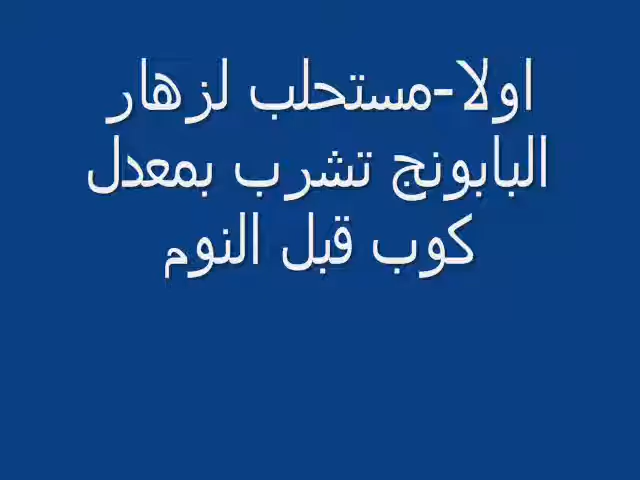 اولا-مستحلب لزهار
البابونج تشرب بمعدل
كوب قبل النوم